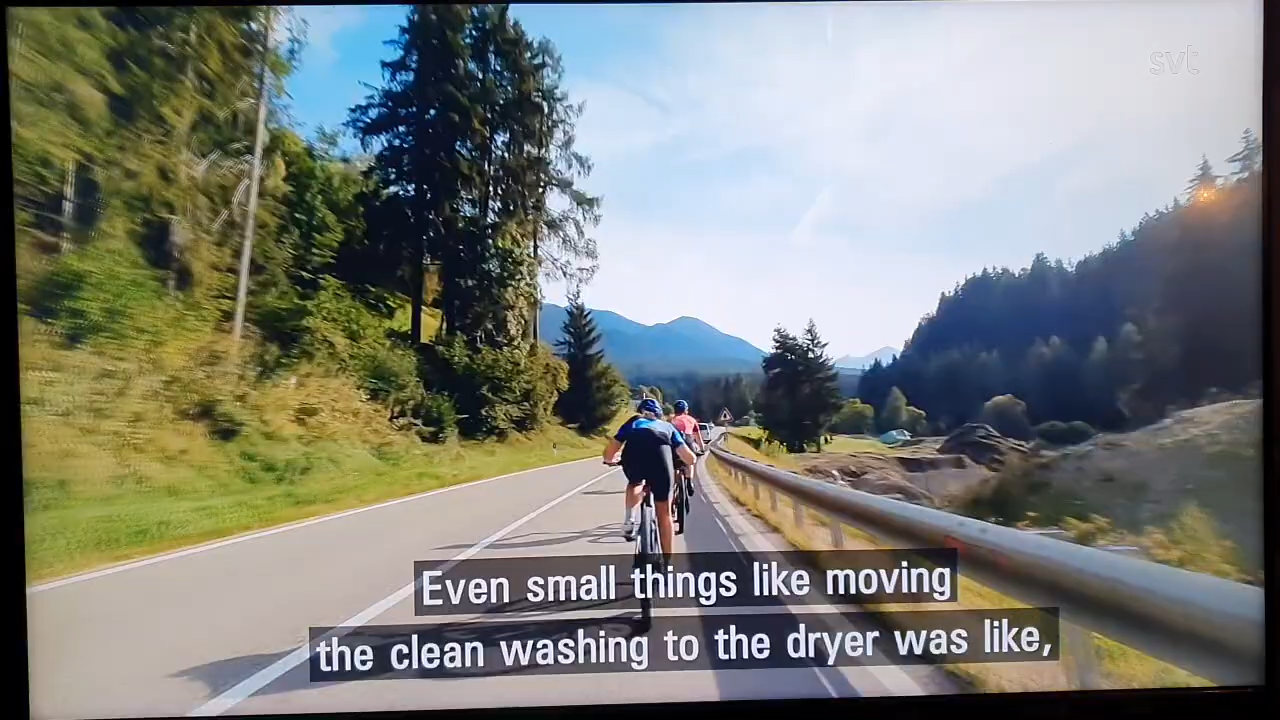 svt
Even small things like moving
the clean washing to the dryer was like,